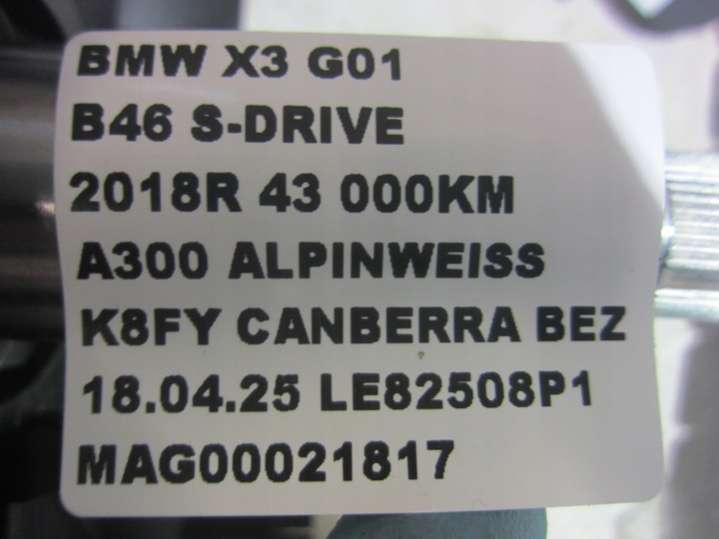 BMW X3 G01
B46 S-DRIVE
2018R 43 000KM
A300 ALPINWEISS
K8FY CANBERRA BEZ
18.04.25 LE82508P1
MAG00021817